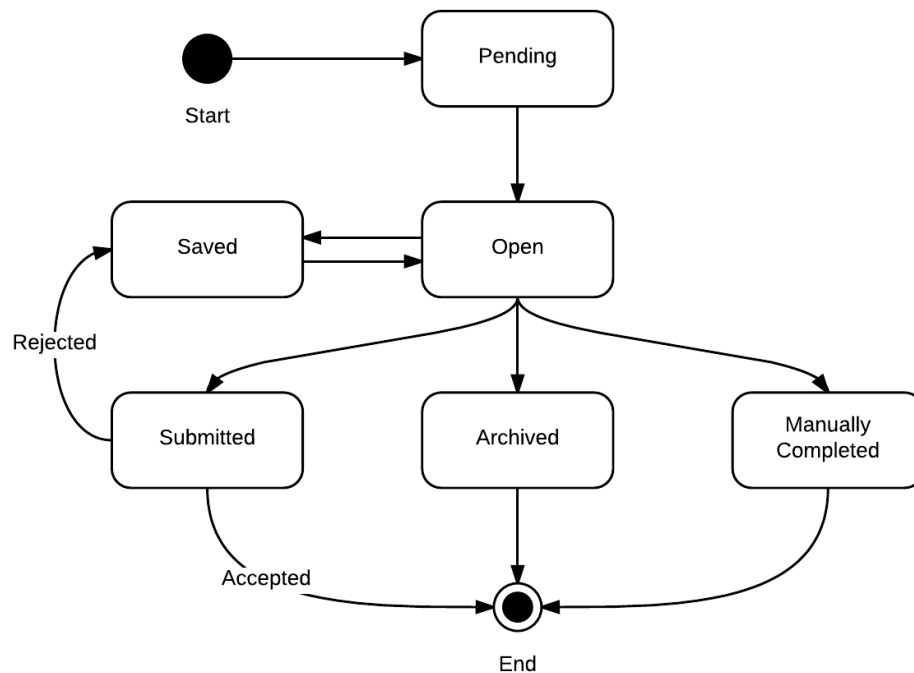 Pending
Start
Saved
Open
Rejected
Submitted
Archived
Manually
Completed
Accepted
End